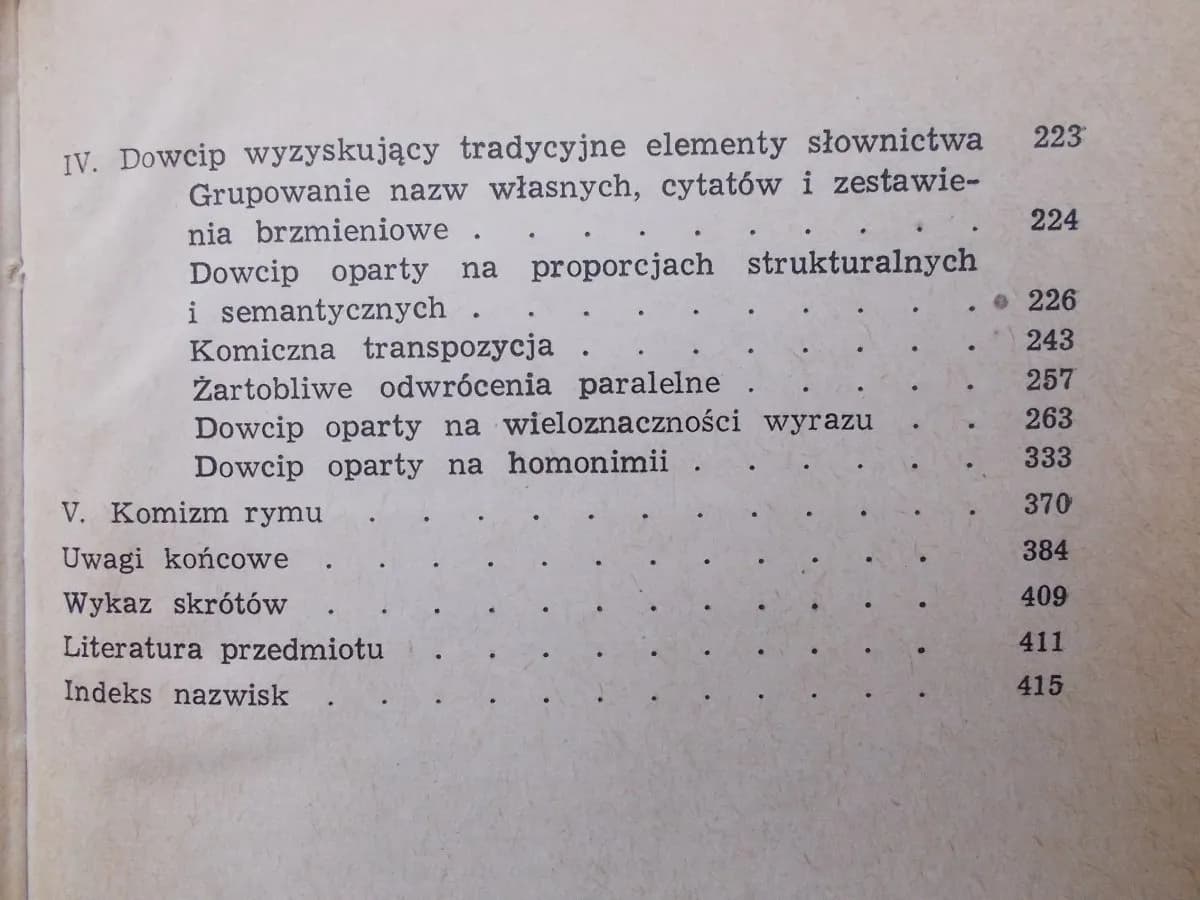 IV. Dowcip wyzyskujący tradycyjne elementy słownictwa 223
Grupowanie nazw własnych, cytatów i zestawie-
nia brzmieniowe . . . . . . . . . . 224
Dowcip oparty na proporcjach strukturalnych
i semantycznych . . . . . . . . . . 226
Komiczna transpozycja . . . . . . . . 243
Żartobliwe odwrócenia paralelne . . . . . 257
Dowcip oparty na wieloznaczności wyrazu . . 263
Dowcip oparty na homonimii . . . . . . 333
V. Komizm rymu . . . . . . . . . . . . 370
Uwagi końcowe . . . . . . . . . . . . 384
Wykaz skrótów . . . . . . . . . . . . 409
Literatura przedmiotu . . . . . . . . . . 411
Indeks nazwisk . . . . . . . . . . . . 415